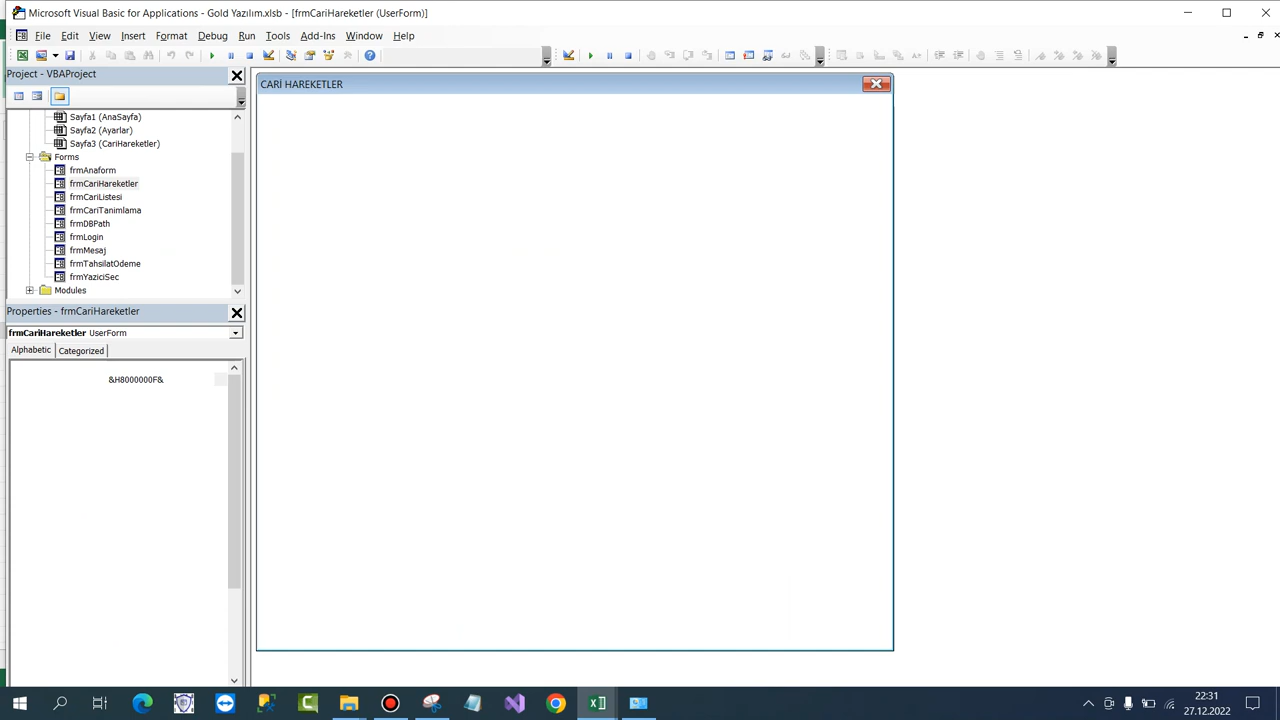 Microsoft Visual Basic for Applications - Gold Yazılım.xlsb - [frmCariHareketler (UserForm)]
File Edit View Insert Format Debug Run Tools Add-Ins Window Help
Project - VBAProject
CARİ HAREKETLER
Sayfa1 (AnaSayfa)
Sayfa2 (Ayarlar)
Sayfa3 (CariHareketler)
Forms
frmAnaform
frmCariHareketler
frmCariListesi
frmCariTanimlama
frmDBPath
frmLogin
frmMesaj
frmTahsilatOdeme
frmYaziciSec
Modules
Properties - frmCariHareketler
frmCariHareketler UserForm
Alphabetic Categorized
&H8000000F&
22:31
27.12.2022